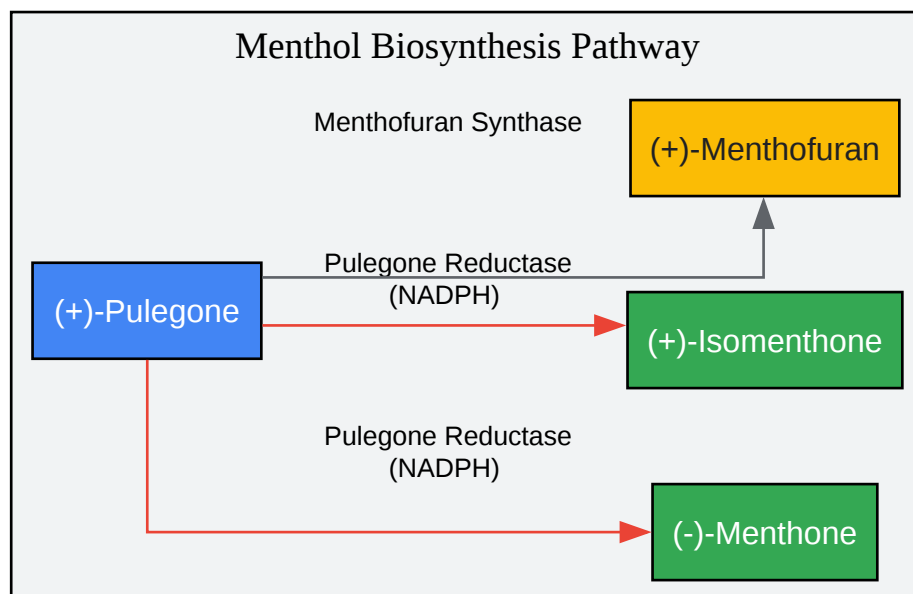 Menthol Biosynthesis Pathway
Menthofuran Synthase
(+)-Menthofuran
Pulegone Reductase
(NADPH)
(+)-Pulegone
(+)-Isomenthone
Pulegone Reductase
(NADPH)
(-)-Menthone